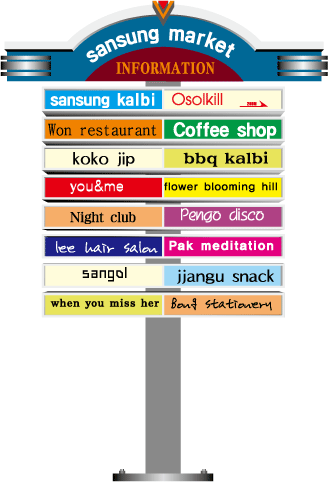 sansung market
INFORMATION
sansung kalbi Osolkill
Won restaurant Coffee shop
koko jip bbq kalbi
you&me flower blooming hill
Night club Pengo disco
lee hair salon Pak meditation
sangol jjangu snack
when you miss her Bong stationery